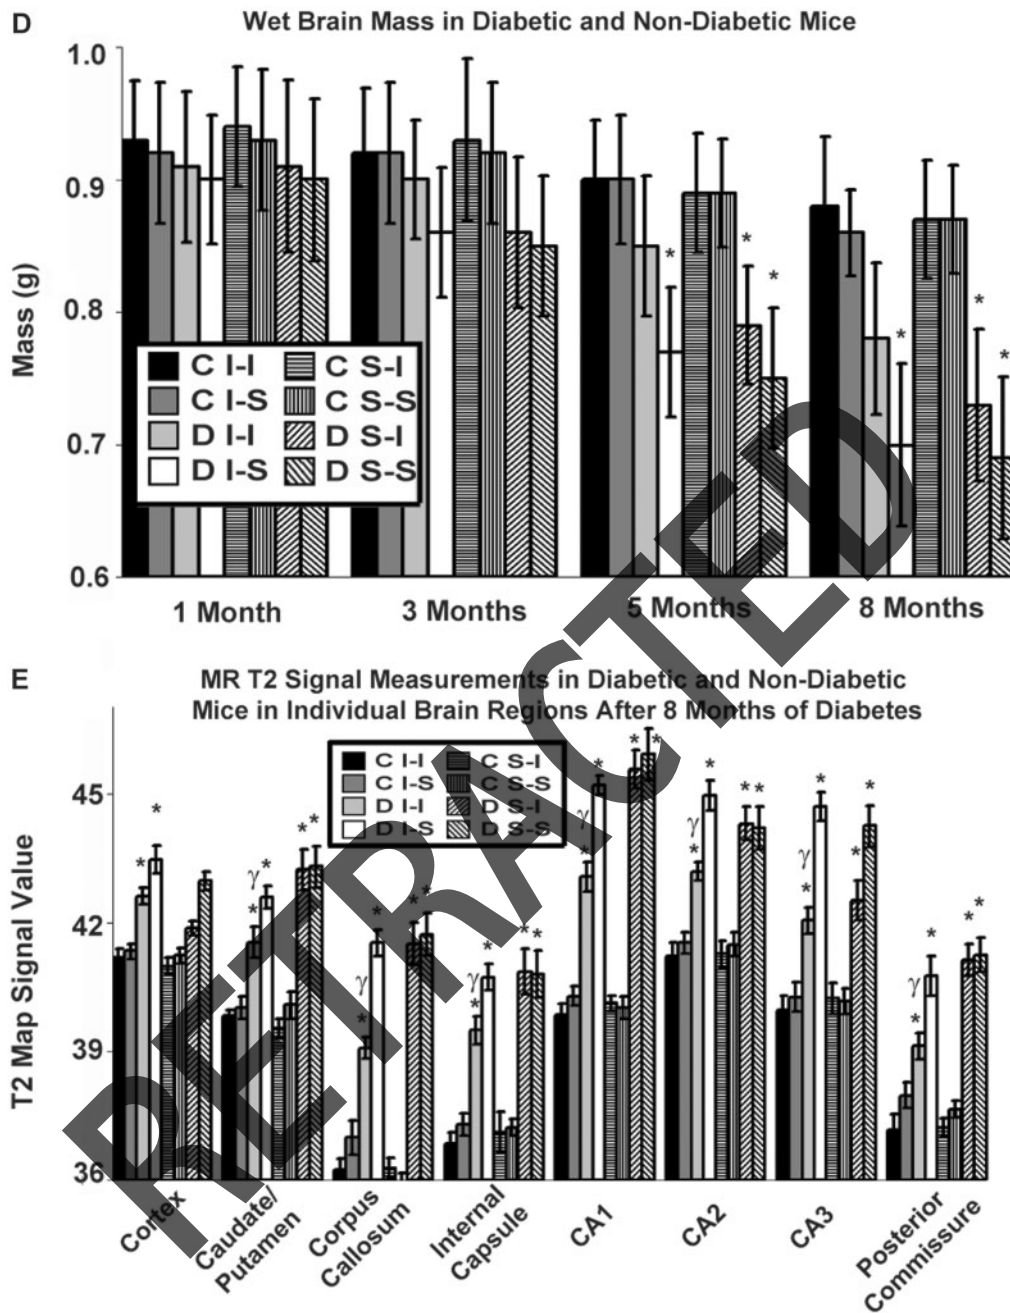 D
Wet Brain Mass in Diabetic and Non-Diabetic Mice
Mass (g)
1.0
0.9
0.8
0.7
0.6
C I-I
C S-I
C I-S
C S-S
D I-I
D S-I
D I-S
D S-S
* * *
* * *
1 Month
3 Months
5 Months
8 Months
RETRACTED
E
MR T2 Signal Measurements in Diabetic and Non-Diabetic
Mice in Individual Brain Regions After 8 Months of Diabetes
T2 Map Signal Value
45
42
39
36
C I-I
C S-I
C I-S
C S-S
D I-I
D S-I
D I-S
D S-S
* *
γ * * * *
γ * * * *
γ * * * *
γ * * * *
γ * * * *
γ * * * *
γ * * * *
Cortex
Caudate/
Putamen
Corpus
Callosum
Internal
Capsule
CA1
CA2
CA3
Posterior
Commissure